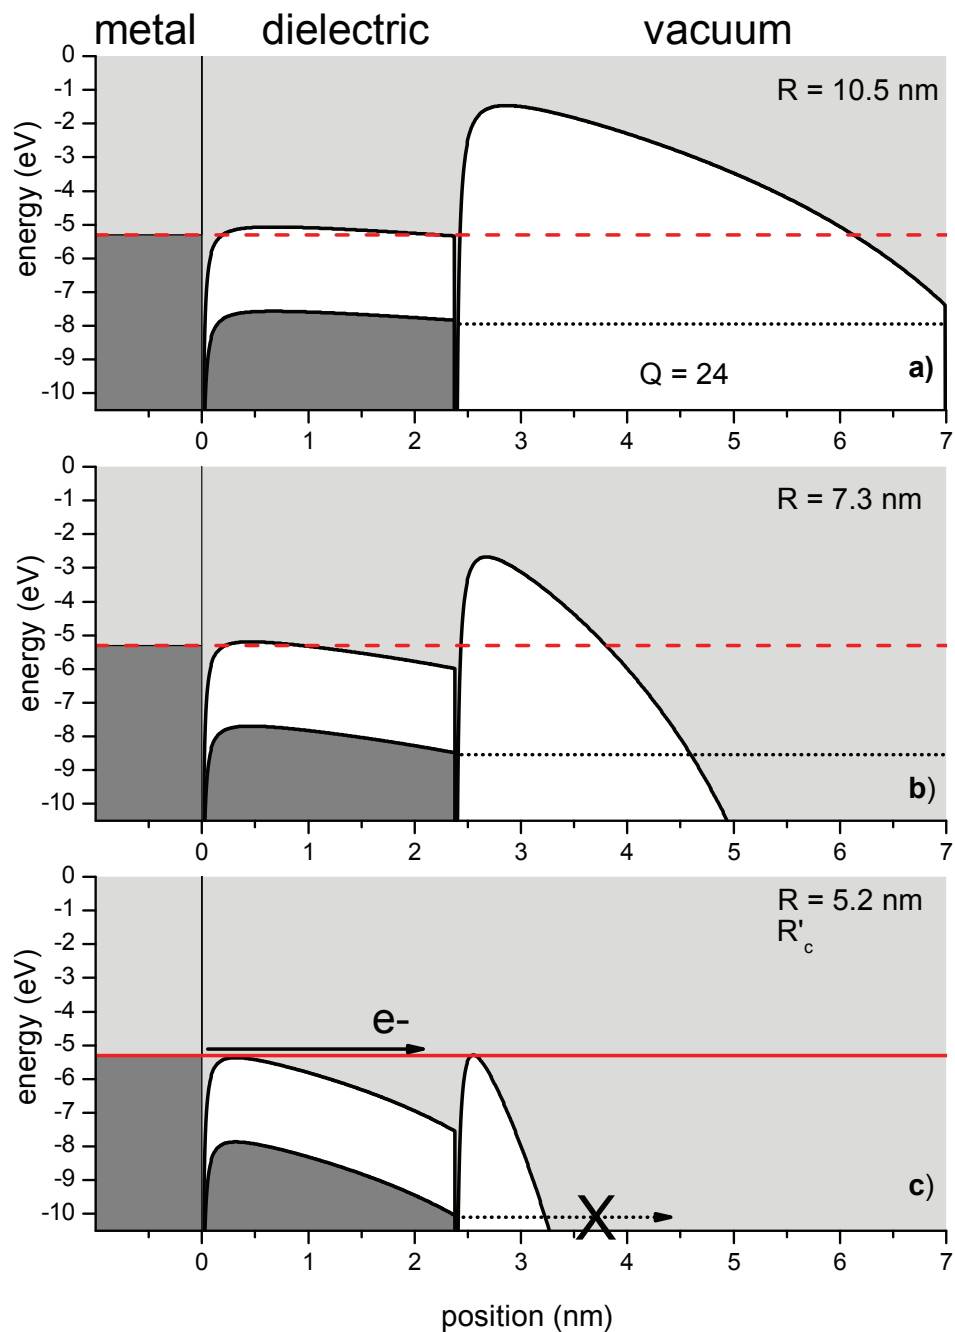 metal dielectric vacuum
0
-1
-2
-3
-4
-5
-6
-7
-8
-9
-10
energy (eV)
R = 10.5 nm
Q = 24
a)
0 1 2 3 4 5 6 7
0
-1
-2
-3
-4
-5
-6
-7
-8
-9
-10
energy (eV)
R = 7.3 nm
b)
0 1 2 3 4 5 6 7
0
-1
-2
-3
-4
-5
-6
-7
-8
-9
-10
energy (eV)
R = 5.2 nm
R'c
e-
c)
X
0 1 2 3 4 5 6 7
position (nm)